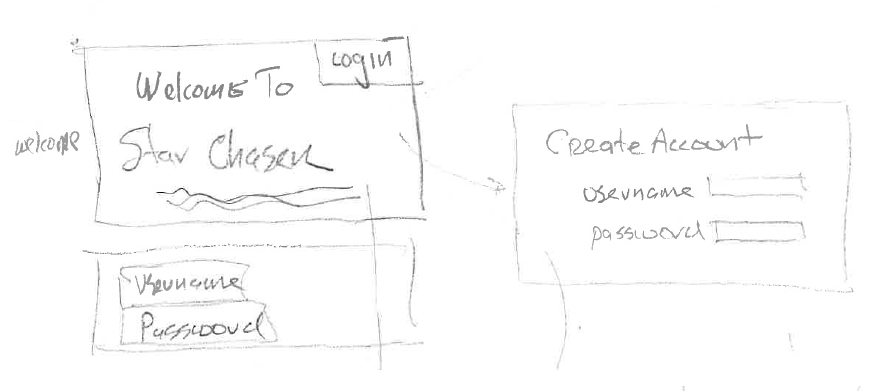 Login
Welcome To
Star Chaser
welcome
Username
Password
Create Account
username
password